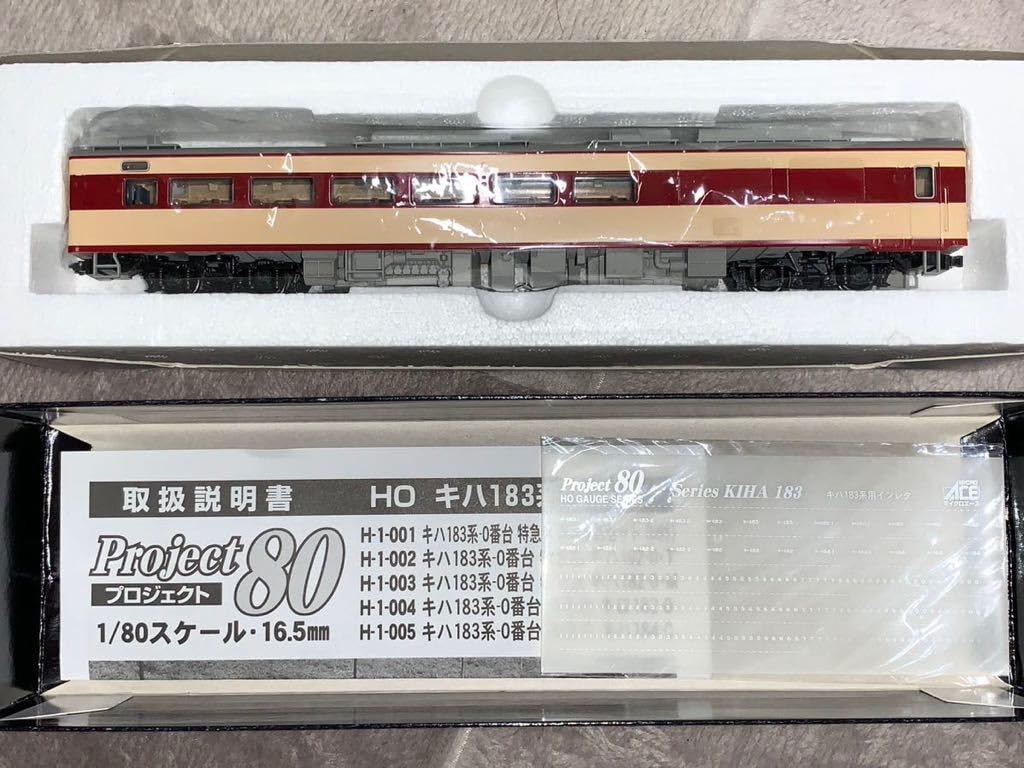 取扱説明書
HO キハ183系
Project 80
プロジェクト
1/80スケール・16.5mm
H-1-001 キハ183系-0番台 特急
H-1-002 キハ183系-0番台
H-1-003 キハ183系-0番台
H-1-004 キハ183系-0番台
H-1-005 キハ183系-0番台
Project 80
HO GAUGE SERIES
Series KIHA 183
キハ183系用インレタ
MICRO
ACE
マイクロエース